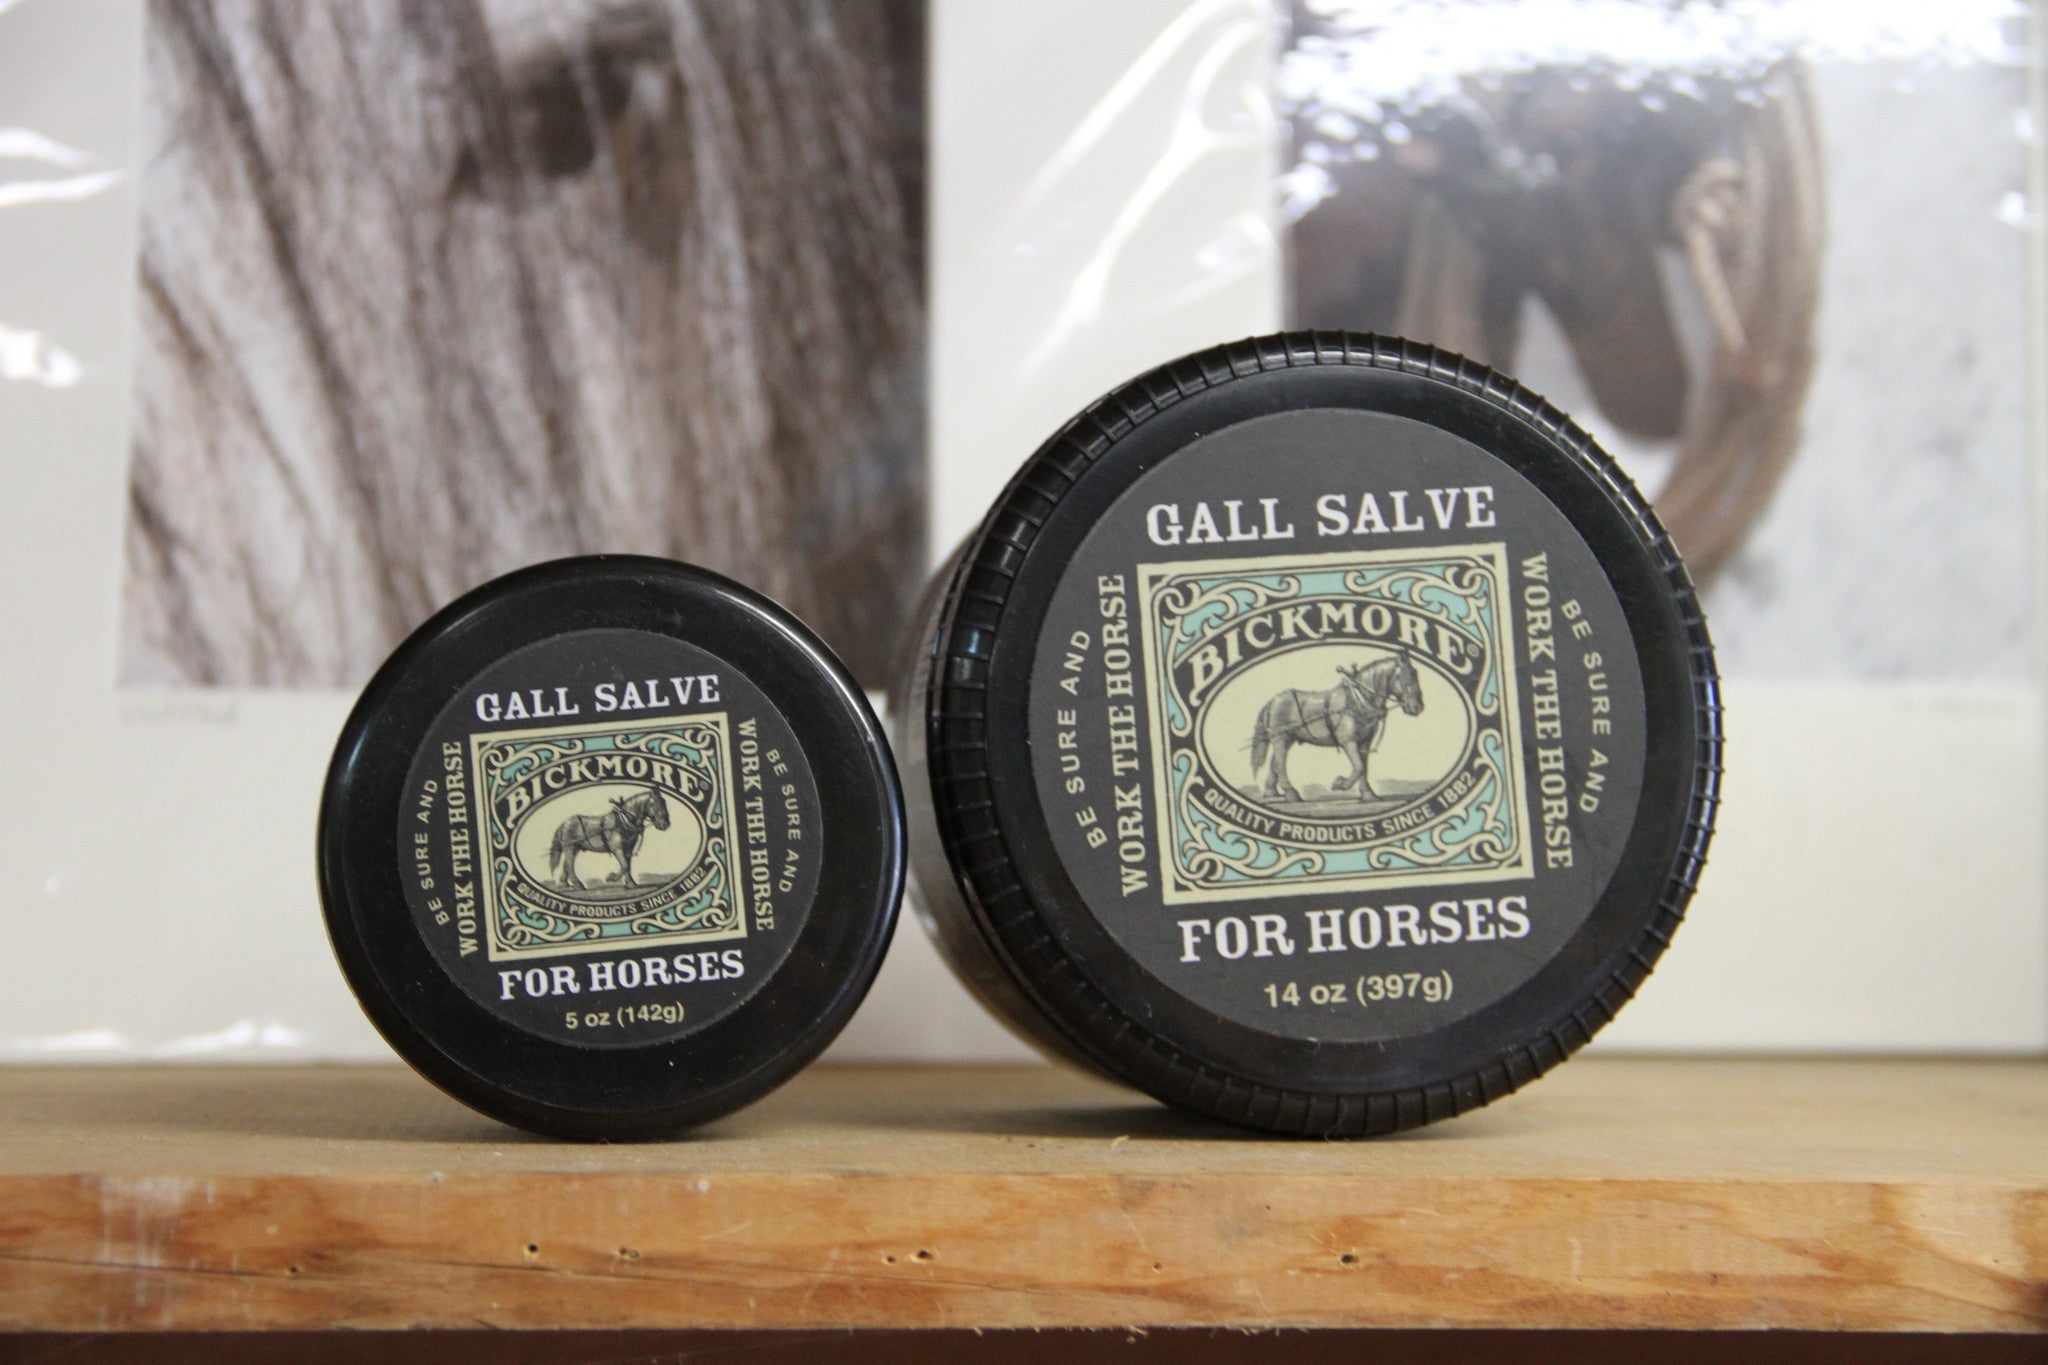 GALL SALVE
BE SURE AND
WORK THE HORSE
BICKMORE®
QUALITY PRODUCTS SINCE 1882
WORK THE HORSE
BE SURE AND
FOR HORSES
5 oz (142g)
GALL SALVE
BE SURE AND
WORK THE HORSE
BICKMORE®
QUALITY PRODUCTS SINCE 1882
WORK THE HORSE
BE SURE AND
FOR HORSES
14 oz (397g)